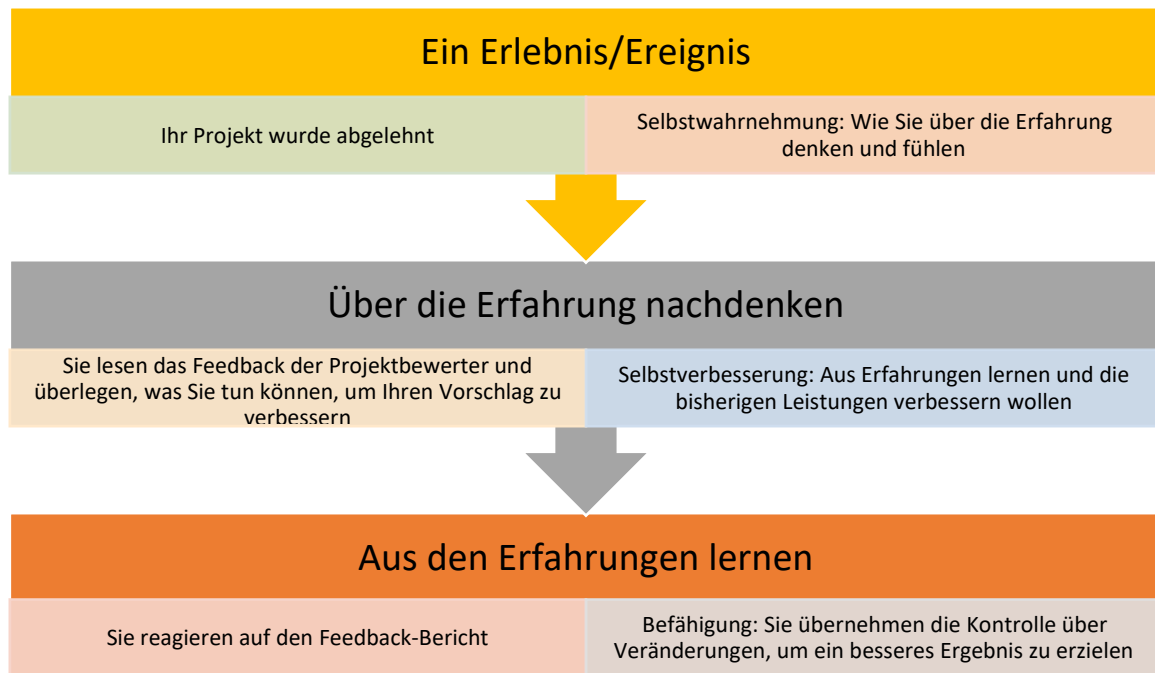 Ein Erlebnis/Ereignis
Ihr Projekt wurde abgelehnt
Selbstwahrnehmung: Wie Sie über die Erfahrung
denken und fühlen
Über die Erfahrung nachdenken
Sie lesen das Feedback der Projektbewerter und
überlegen, was Sie tun können, um Ihren Vorschlag zu
verbessern
Selbstverbesserung: Aus Erfahrungen lernen und die
bisherigen Leistungen verbessern wollen
Aus den Erfahrungen lernen
Sie reagieren auf den Feedback-Bericht
Befähigung: Sie übernehmen die Kontrolle über
Veränderungen, um ein besseres Ergebnis zu erzielen